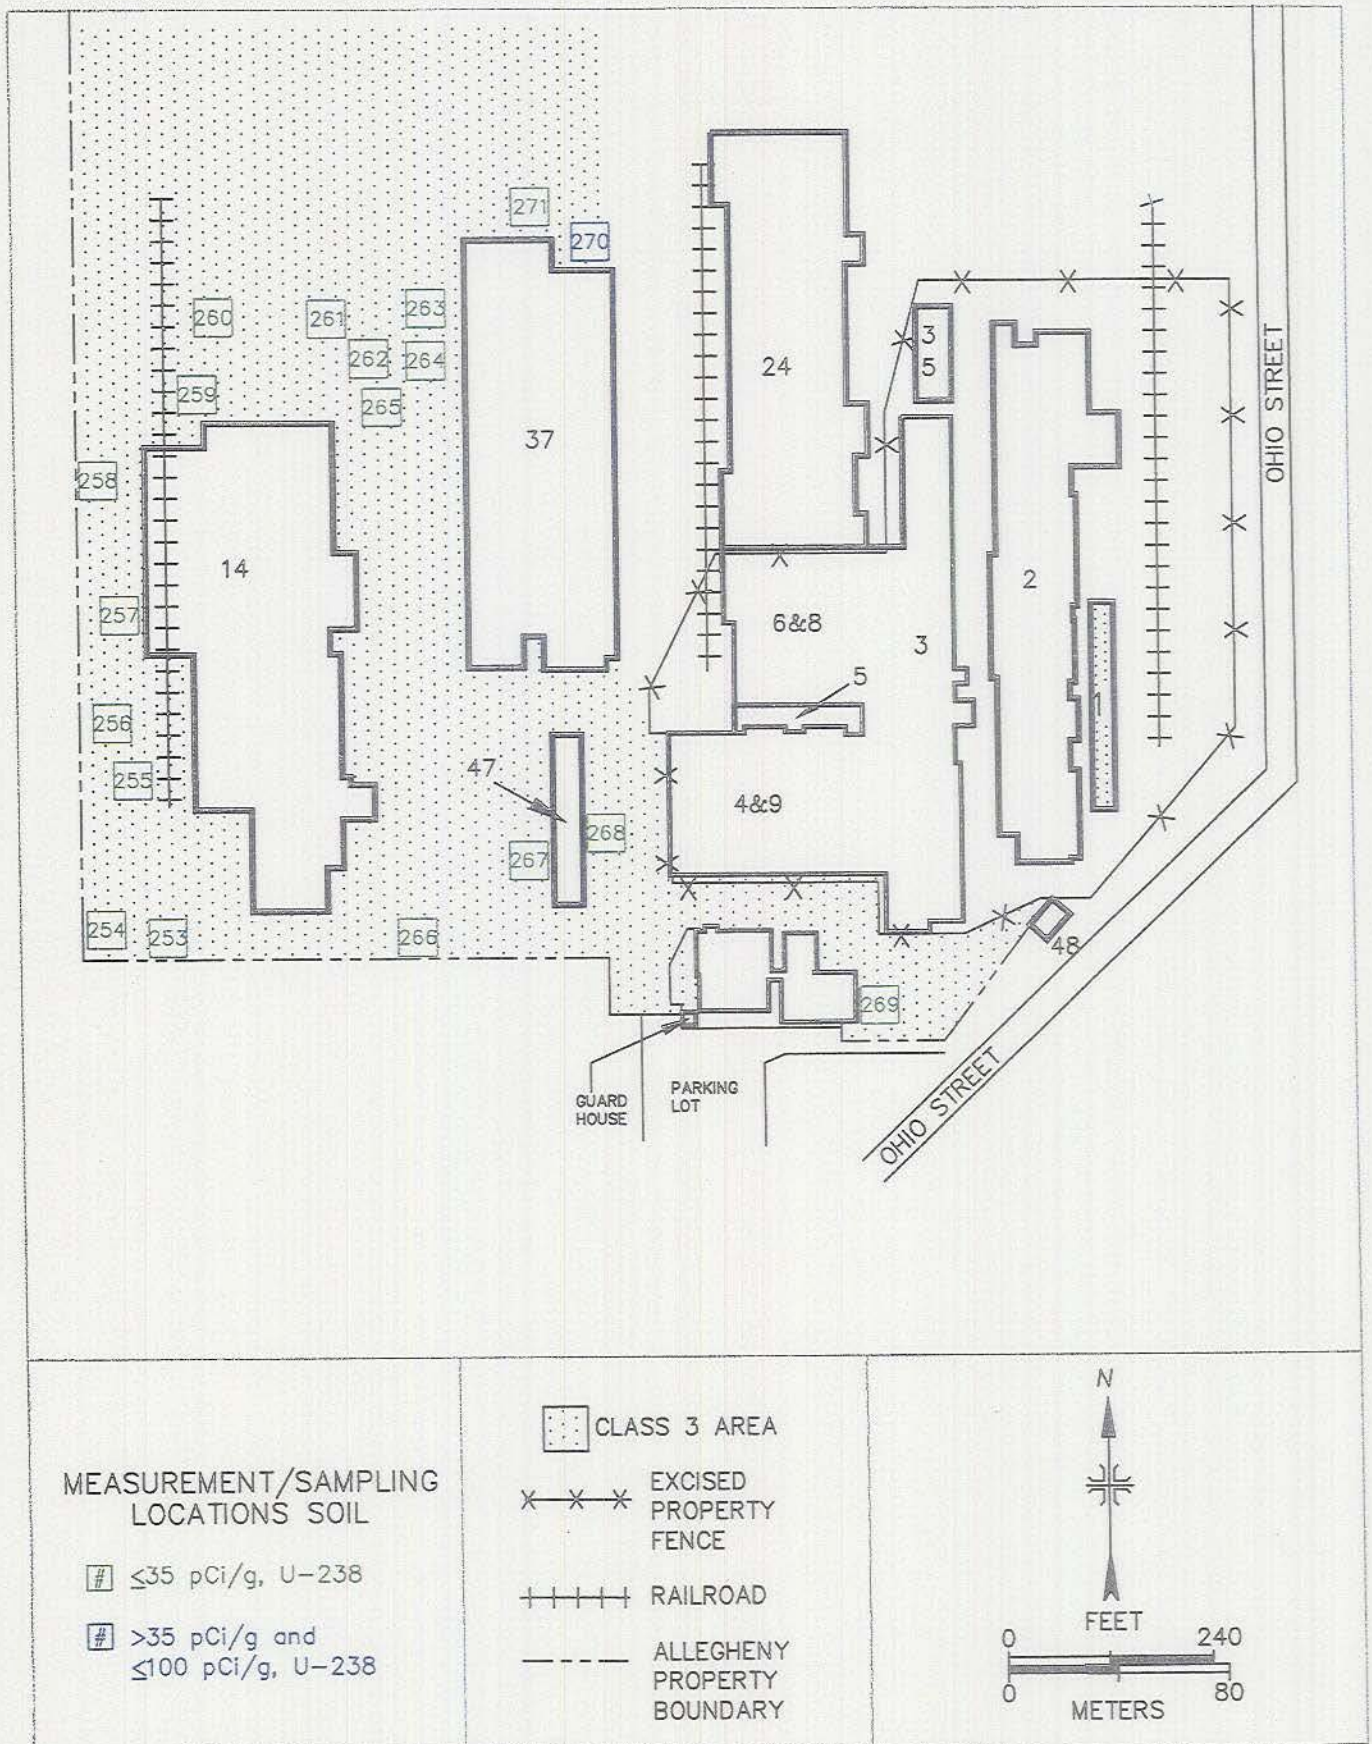 271
270
260
261
263
262
264
259
265
24
3
5
37
258
14
257
2
6&8
3
5
1
256
255
47
4&9
268
267
254
253
266
48
269
GUARD
HOUSE
PARKING
LOT
OHIO STREET
OHIO STREET
MEASUREMENT/SAMPLING
LOCATIONS SOIL
# ≤35 pCi/g, U-238
# >35 pCi/g and
≤100 pCi/g, U-238
CLASS 3 AREA
EXCISED
PROPERTY
FENCE
RAILROAD
ALLEGHENY
PROPERTY
BOUNDARY
N
FEET
0 240
0 80
METERS